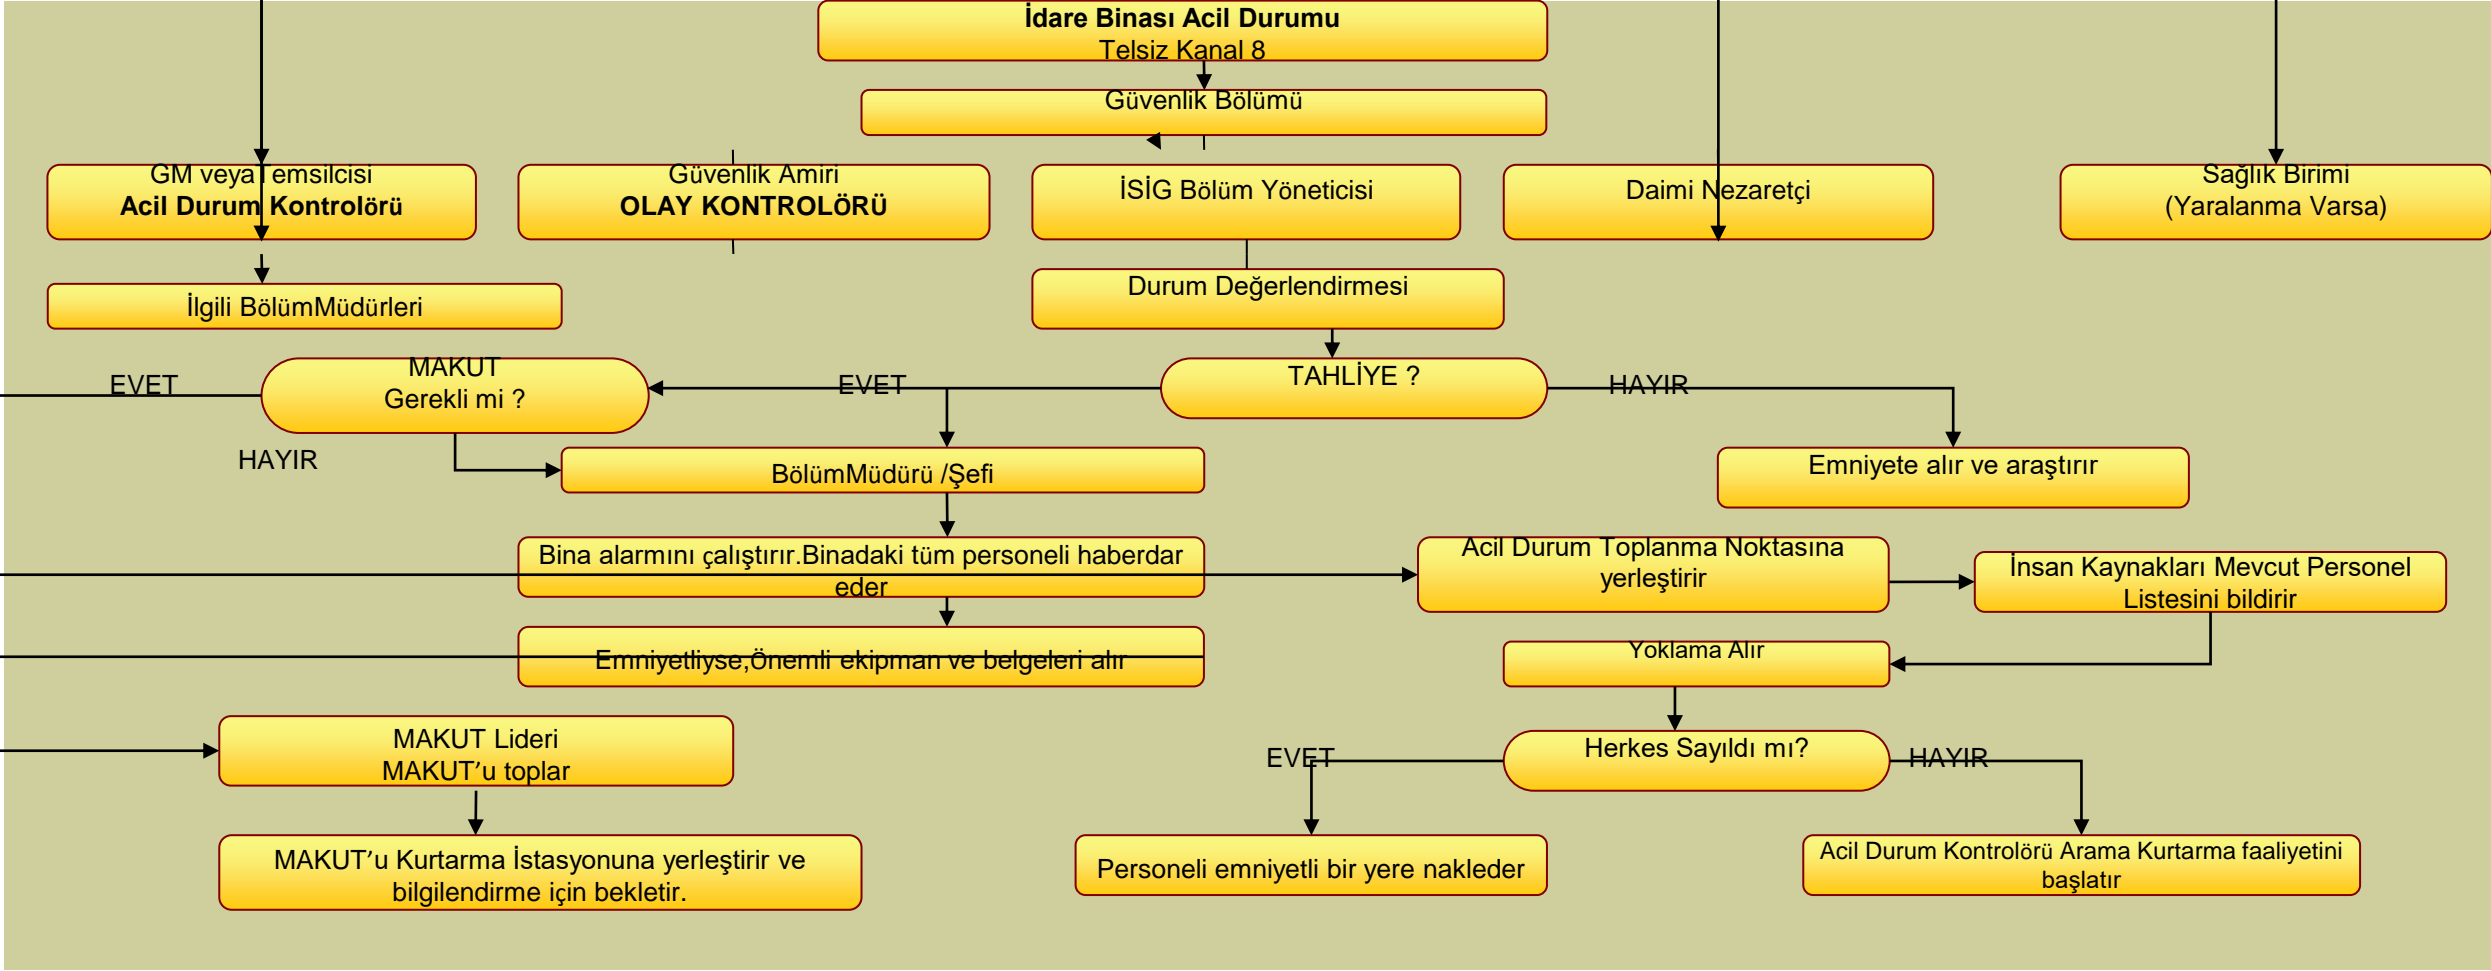 İdare Binası Acil Durumu
Telsiz Kanal 8
Güvenlik Bölümü
GM veyaTemsilcisi
Acil Durum Kontrolörü
Güvenlik Amiri
OLAY KONTROLÖRÜ
İSİG Bölüm Yöneticisi
Daimi Nezaretçi
Sağlık Birimi
(Yaralanma Varsa)
İlgili BölümMüdürleri
Durum Değerlendirmesi
EVET
MAKUT
Gerekli mi ?
EVET
TAHLİYE ?
HAYIR
HAYIR
BölümMüdürü /Şefi
Emniyete alır ve araştırır
Bina alarmını çalıştırır.Binadaki tüm personeli haberdar
eder
Acil Durum Toplanma Noktasına
yerleştirir
İnsan Kaynakları Mevcut Personel
Listesini bildirir
Emniyetliyse,Önemli ekipman ve belgeleri alır
Yoklama Alır
MAKUT Lideri
MAKUT’u toplar
EVET
Herkes Sayıldı mı?
HAYIR
MAKUT’u Kurtarma İstasyonuna yerleştirir ve
bilgilendirme için bekletir.
Personeli emniyetli bir yere nakleder
Acil Durum Kontrolörü Arama Kurtarma faaliyetini
başlatır